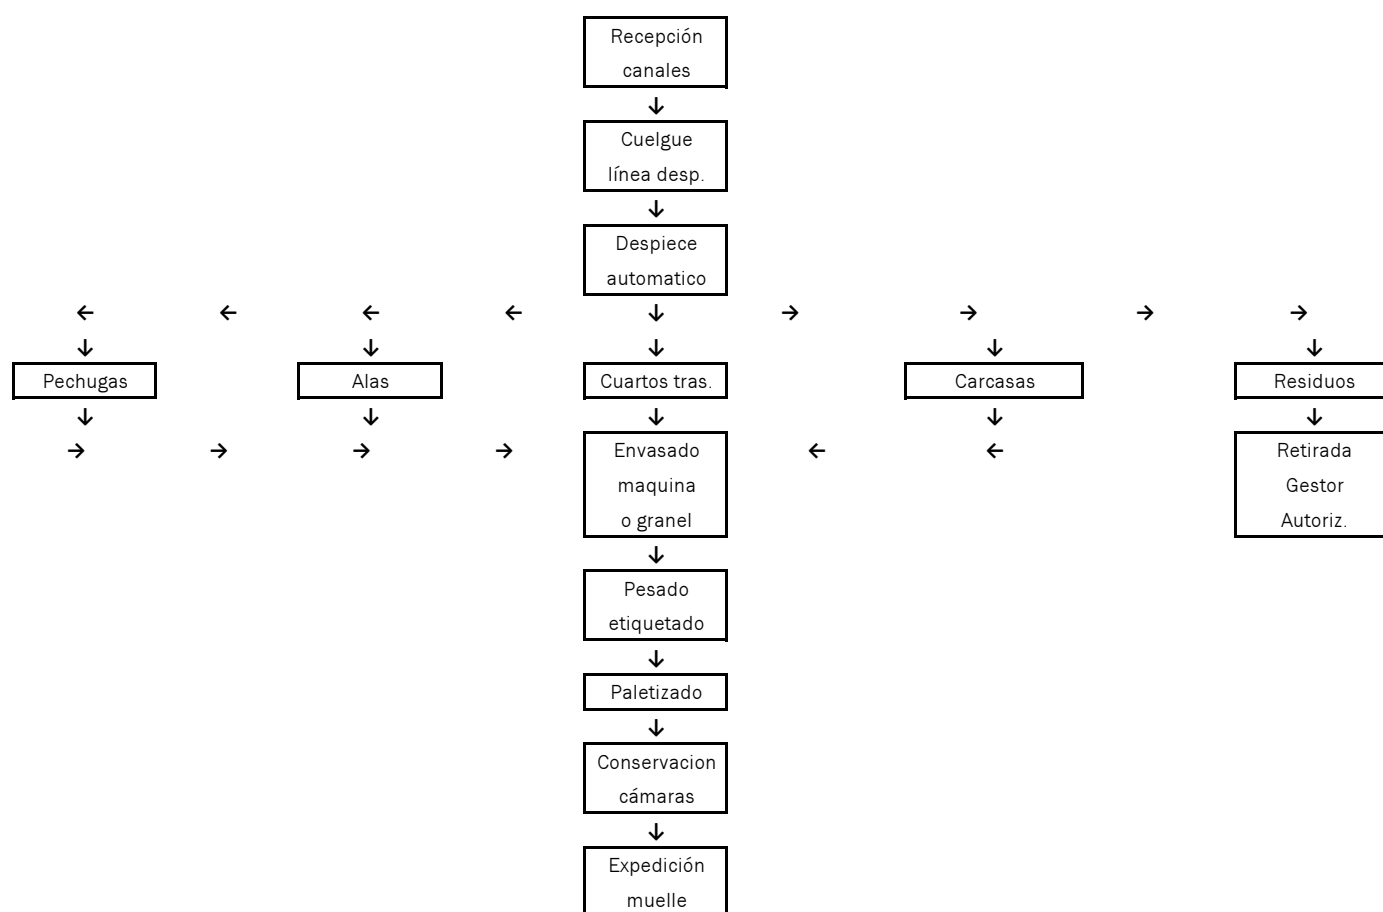 Recepción
canales
↓
Cuelgue
línea desp.
↓
Despiece
automatico
← ← ← ← ↓ → → → →
↓ ↓ ↓ ↓ ↓
Pechugas Alas Cuartos tras. Carcasas Residuos
↓ ↓ ↓ ↓ ↓
→ → → → Envasado ← ← Retirada
maquina Gestor
o granel Autoriz.
↓
Pesado
etiquetado
↓
Paletizado
↓
Conservacion
cámaras
↓
Expedición
muelle